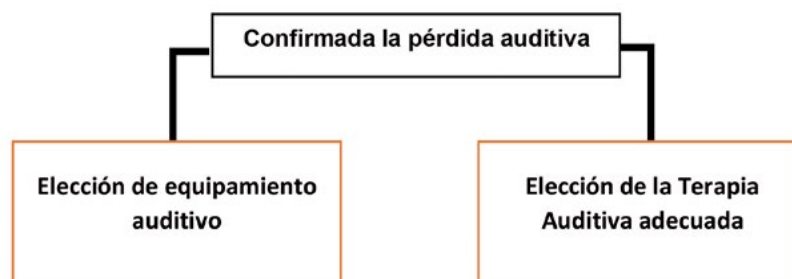 Confirmada la pérdida auditiva
Elección de equipamiento
auditivo
Elección de la Terapia
Auditiva adecuada